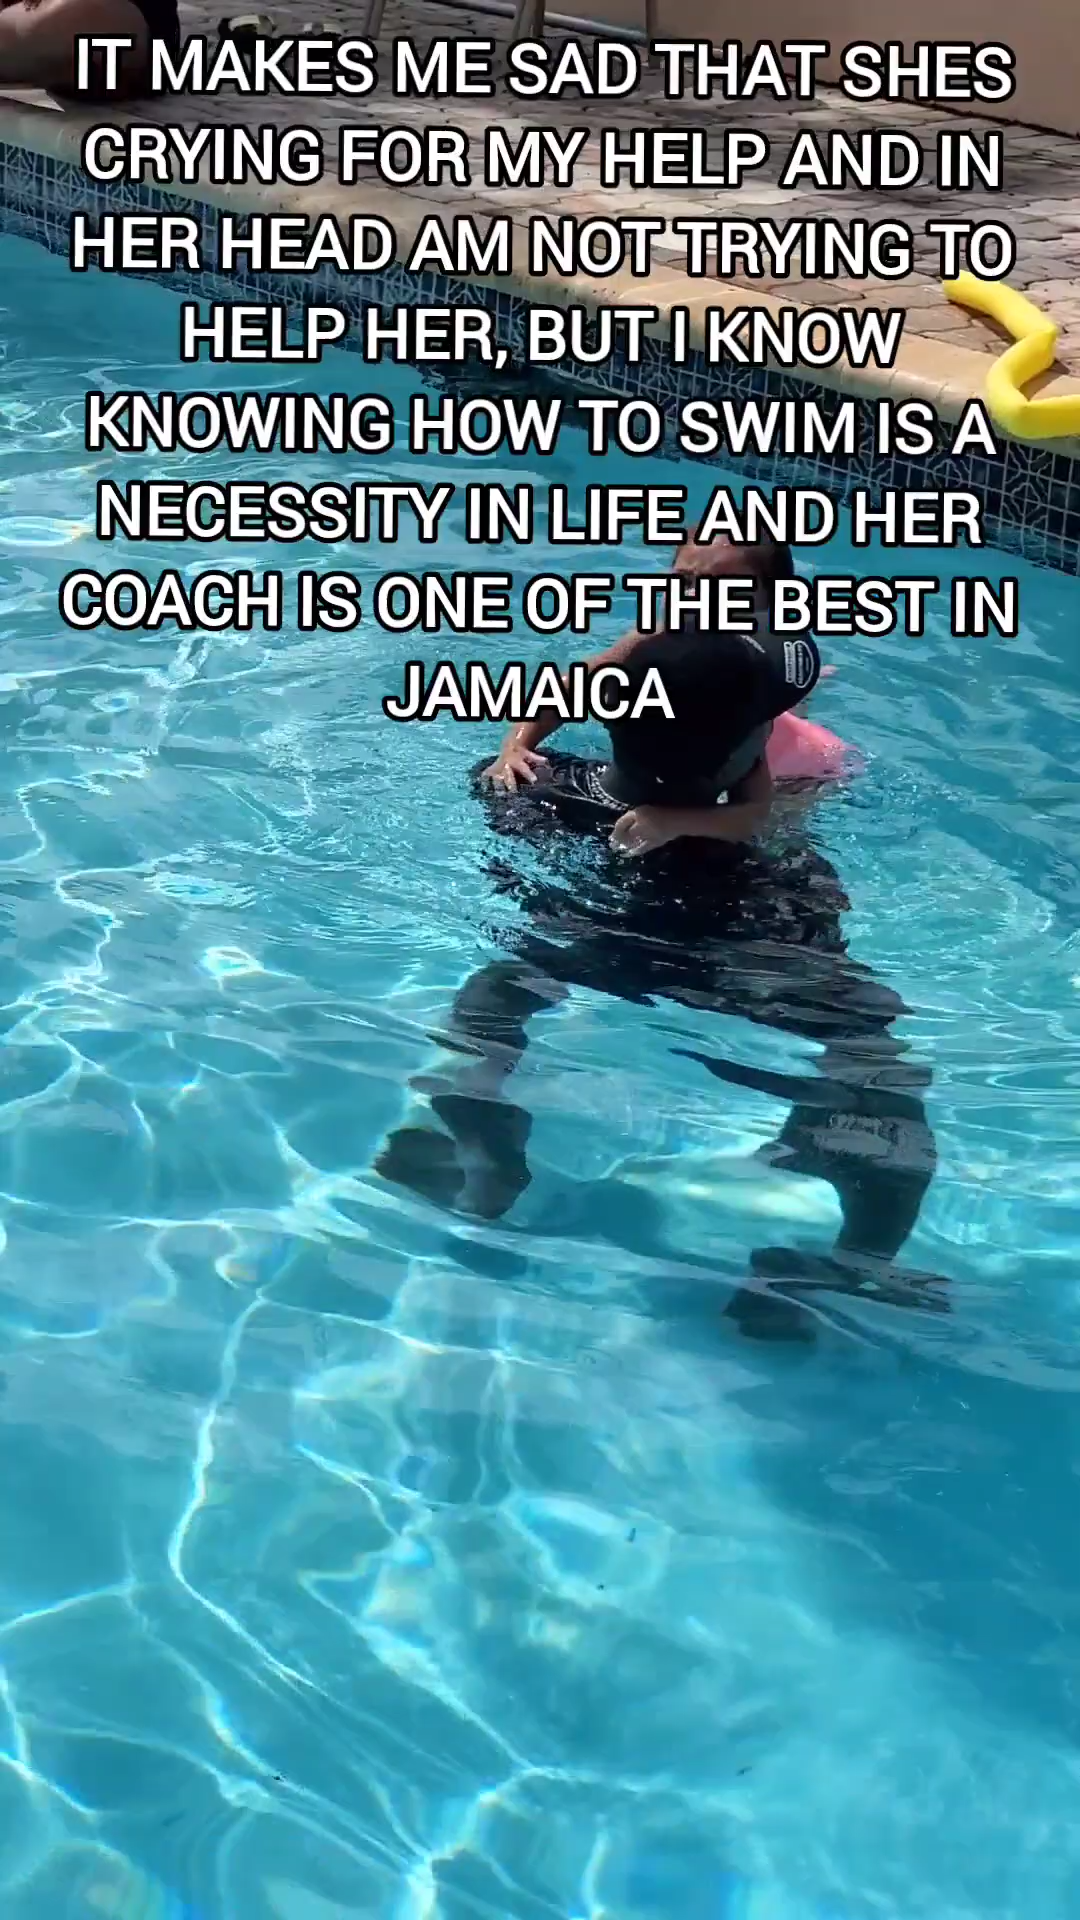 IT MAKES ME SAD THAT SHES
CRYING FOR MY HELP AND IN
HER HEAD AM NOT TRYING TO
HELP HER, BUT I KNOW
KNOWING HOW TO SWIM IS A
NECESSITY IN LIFE AND HER
COACH IS ONE OF THE BEST IN
JAMAICA